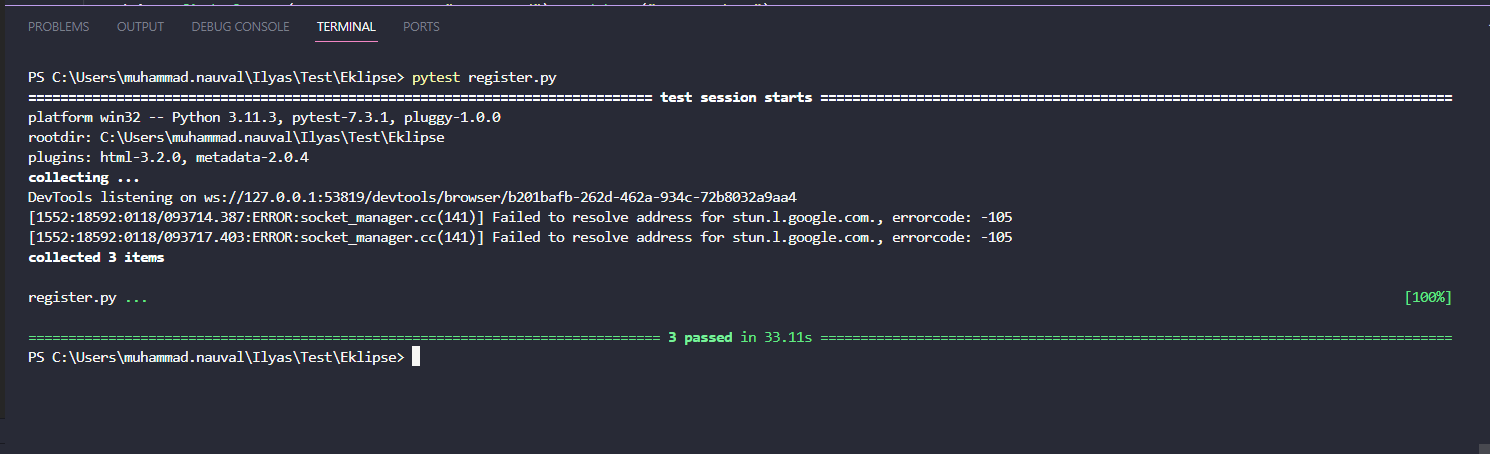 PROBLEMS OUTPUT DEBUG CONSOLE TERMINAL PORTS
PS C:\Users\muhammad.nauval\Ilyas\Test\Eklipse> pytest register.py
============================================================================== test session starts ===============================================================================
platform win32 -- Python 3.11.3, pytest-7.3.1, pluggy-1.0.0
rootdir: C:\Users\muhammad.nauval\Ilyas\Test\Eklipse
plugins: html-3.2.0, metadata-2.0.4
collecting ...
DevTools listening on ws://127.0.0.1:53819/devtools/browser/b201bafb-262d-462a-934c-72b8032a9aa4
[1552:18592:0118/093714.387:ERROR:socket_manager.cc(141)] Failed to resolve address for stun.l.google.com., errorcode: -105
[1552:18592:0118/093717.403:ERROR:socket_manager.cc(141)] Failed to resolve address for stun.l.google.com., errorcode: -105
collected 3 items
register.py ... [100%]
=============================================================================== 3 passed in 33.11s ===============================================================================
PS C:\Users\muhammad.nauval\Ilyas\Test\Eklipse>